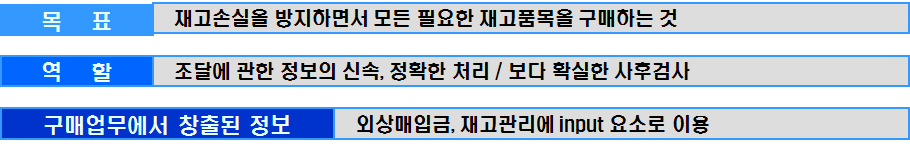 목 표 재고손실을 방지하면서 모든 필요한 재고품목을 구매하는 것
역 할 조달에 관한 정보의 신속, 정확한 처리 / 보다 확실한 사후검사
구매업무에서 창출된 정보 외상매입금, 재고관리에 input 요소로 이용